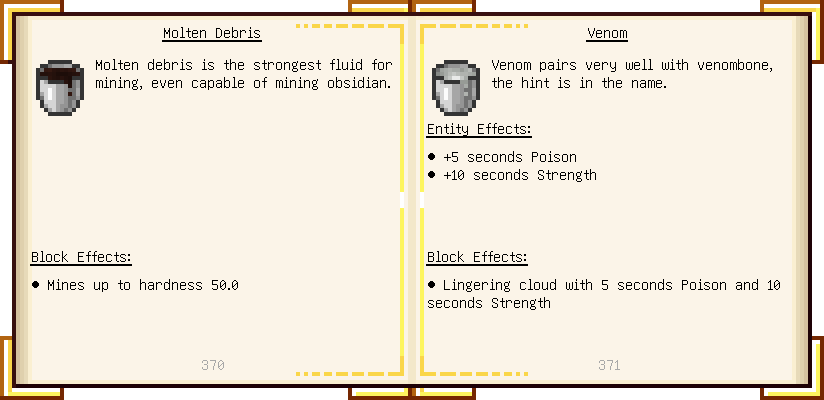 Molten Debris
Molten debris is the strongest fluid for
mining, even capable of mining obsidian.
Block Effects:
• Mines up to hardness 50.0
370
Venom
Venom pairs very well with venombone,
the hint is in the name.
Entity Effects:
• +5 seconds Poison
• +10 seconds Strength
Block Effects:
• Lingering cloud with 5 seconds Poison and 10
seconds Strength
371